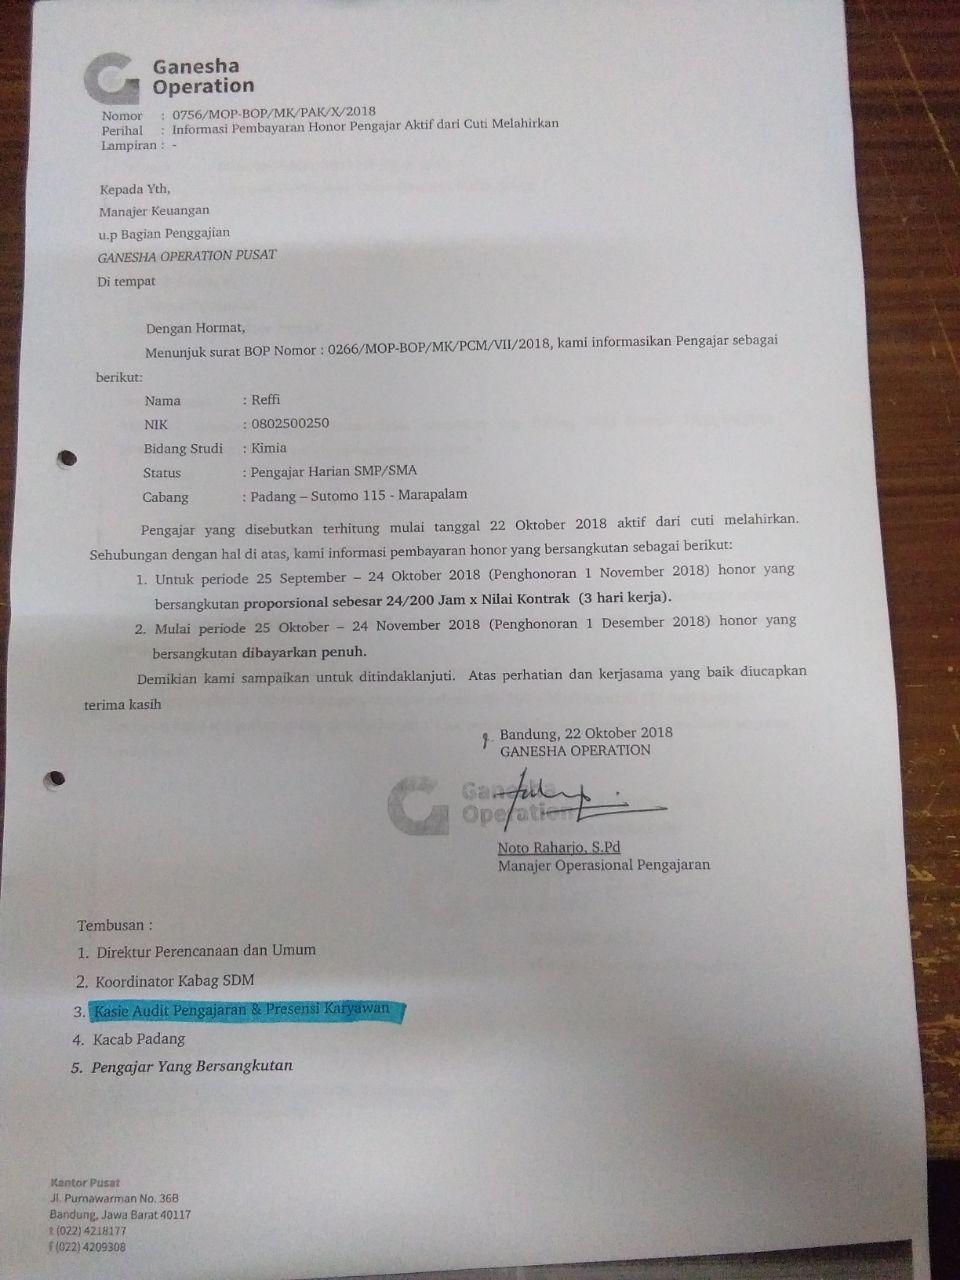 Ganesha
Operation
Nomor : 0756/MOP-BOP/MK/PAK/X/2018
Perihal : Informasi Pembayaran Honor Pengajar Aktif dari Cuti Melahirkan
Lampiran : -
Kepada Yth,
Manajer Keuangan
u.p Bagian Penggajian
GANESHA OPERATION PUSAT
Di tempat
Dengan Hormat,
Menunjuk surat BOP Nomor : 0266/MOP-BOP/MK/PCM/VII/2018, kami informasikan Pengajar sebagai
berikut:
Nama : Reffi
NIK : 0802500250
Bidang Studi : Kimia
Status : Pengajar Harian SMP/SMA
Cabang : Padang – Sutomo 115 - Marapalam
Pengajar yang disebutkan terhitung mulai tanggal 22 Oktober 2018 aktif dari cuti melahirkan.
Sehubungan dengan hal di atas, kami informasi pembayaran honor yang bersangkutan sebagai berikut:
1. Untuk periode 25 September – 24 Oktober 2018 (Penghonoran 1 November 2018) honor yang
bersangkutan proporsional sebesar 24/200 Jam x Nilai Kontrak (3 hari kerja).
2. Mulai periode 25 Oktober – 24 November 2018 (Penghonoran 1 Desember 2018) honor yang
bersangkutan dibayarkan penuh.
Demikian kami sampaikan untuk ditindaklanjuti. Atas perhatian dan kerjasama yang baik diucapkan
terima kasih
Bandung, 22 Oktober 2018
GANESHA OPERATION
Ganesha
Operation
Noto Raharjo, S.Pd
Manajer Operasional Pengajaran
Tembusan :
1. Direktur Perencanaan dan Umum
2. Koordinator Kabag SDM
3. Kasie Audit Pengajaran & Presensi Karyawan
4. Kacab Padang
5. Pengajar Yang Bersangkutan
Kantor Pusat
Jl. Purnawarman No. 36B
Bandung, Jawa Barat 40117
t (022) 4218177
f (022) 4209308